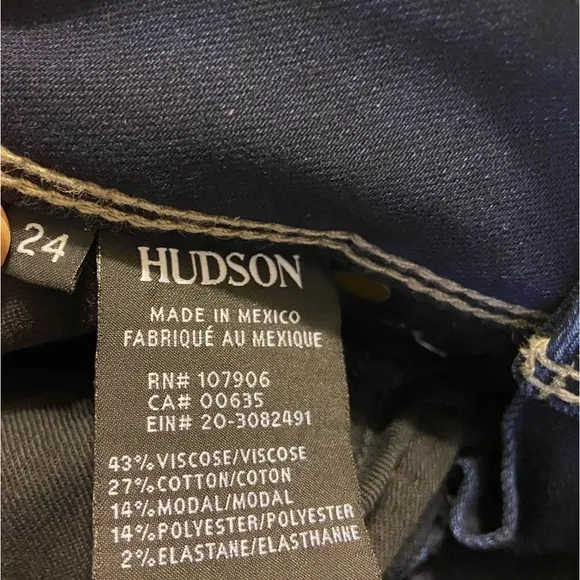 24
HUDSON
MADE IN MEXICO
FABRIQUÉ AU MEXIQUE
RN# 107906
CA# 00635
EIN# 20-3082491
43% VISCOSE/VISCOSE
27% COTTON/COTON
14% MODAL/MODAL
14% POLYESTER/POLYESTER
2% ELASTANE/ELASTHANNE